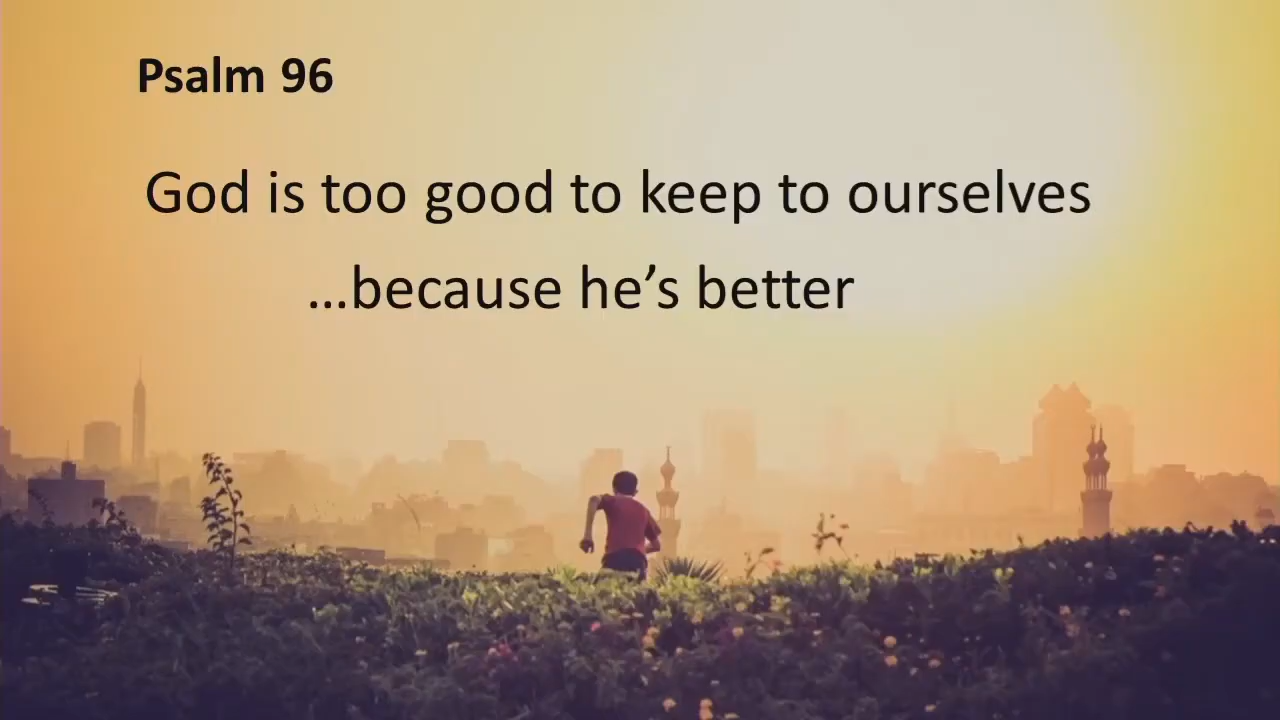 Psalm 96
God is too good to keep to ourselves
…because he’s better